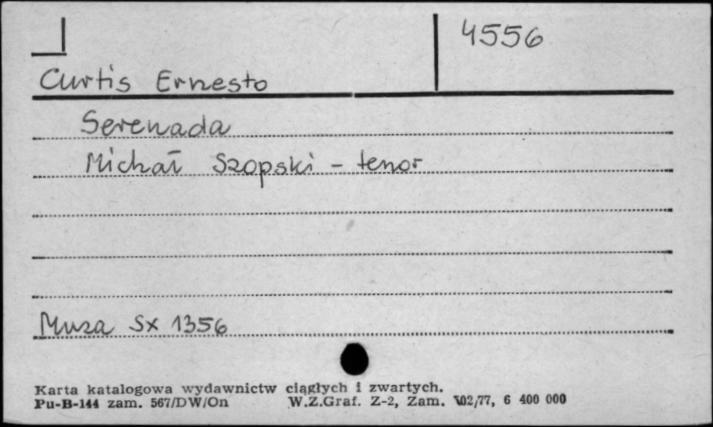 4556
Curtis Ernesto
Serenada
Michał Szopski - tenor
Muza Sx 1356
Karta katalogowa wydawnictw ciągłych i zwartych.
Pu-B-144 zam. 567/DW/On W.Z.Graf. Z-2, Zam. 102/77, 6 400 000